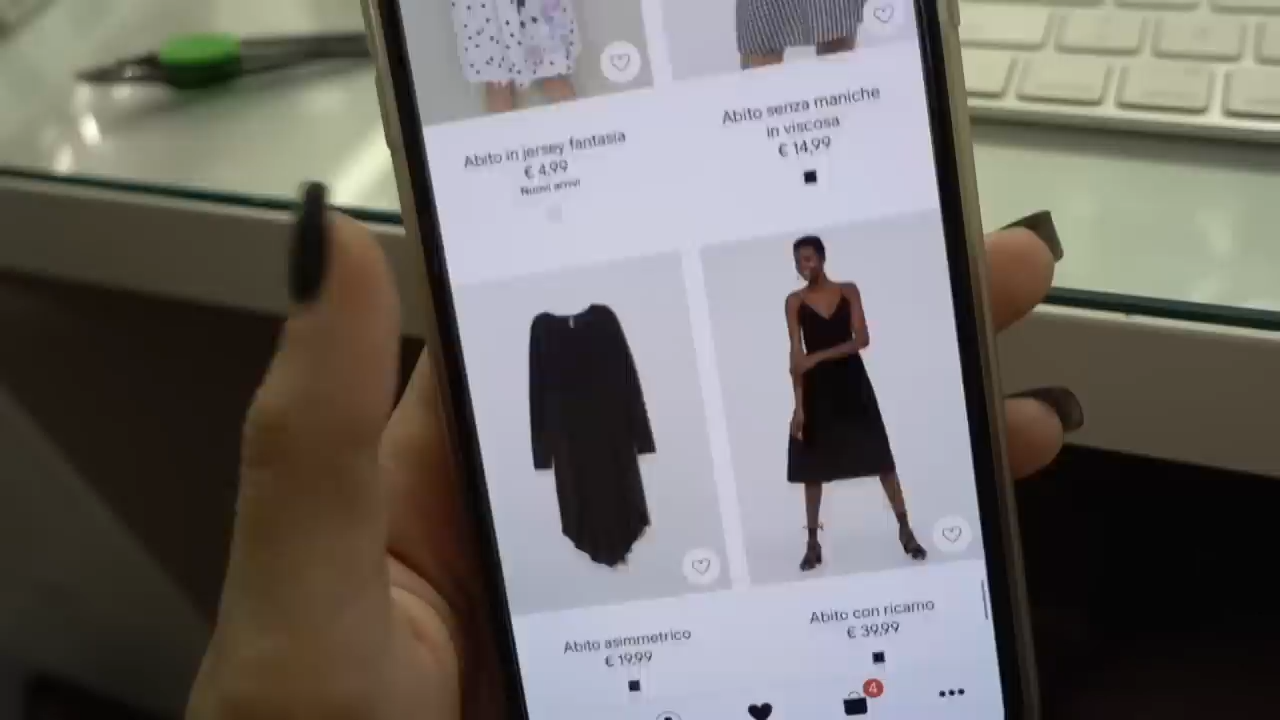 Abito in jersey fantasia
€ 4,99
Nuovi arrivi
Abito senza maniche
in viscosa
€ 14,99
Abito asimmetrico
€ 19,99
Abito con ricamo
€ 39,99
4